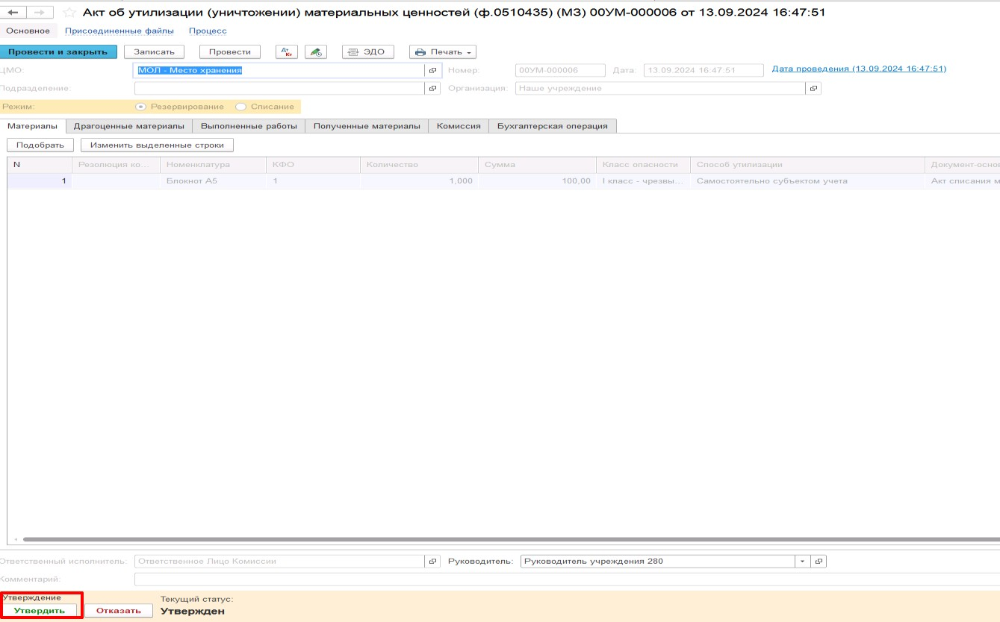 Акт об утилизации (уничтожении) материальных ценностей (ф.0510435) (МЗ) 00УМ-000006 от 13.09.2024 16:47:51
Основное Присоединенные файлы Процесс
Провести и закрыть Записать Провести Дт Кт ЭДО Печать
ЦМО: МОЛ - Место хранения Номер: 00УМ-000006 Дата: 13.09.2024 16:47:51 Дата проведения (13.09.2024 16:47:51)
Подразделение: Организация: Наше учреждение
Режим: Резервирование Списание
Материалы Драгоценные материалы Выполненные работы Полученные материалы Комиссия Бухгалтерская операция
Подобрать Изменить выделенные строки
N Резолюция ко... Номенклатура КФО Количество Сумма Класс опасности Способ утилизации Документ-осно
1 Блокнот А5 1 1,000 100,00 I класс - чрезвы... Самостоятельно субъектом учета Акт списания м
Ответственный исполнитель: Ответственное Лицо Комиссии Руководитель: Руководитель учреждения 280
Комментарий:
Утверждение Текущий статус:
Утвердить Отказать Утвержден